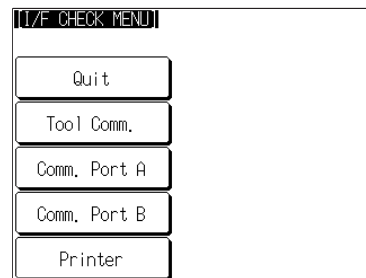 [I/F CHECK MENU]
Quit
Tool Comm.
Comm. Port A
Comm. Port B
Printer